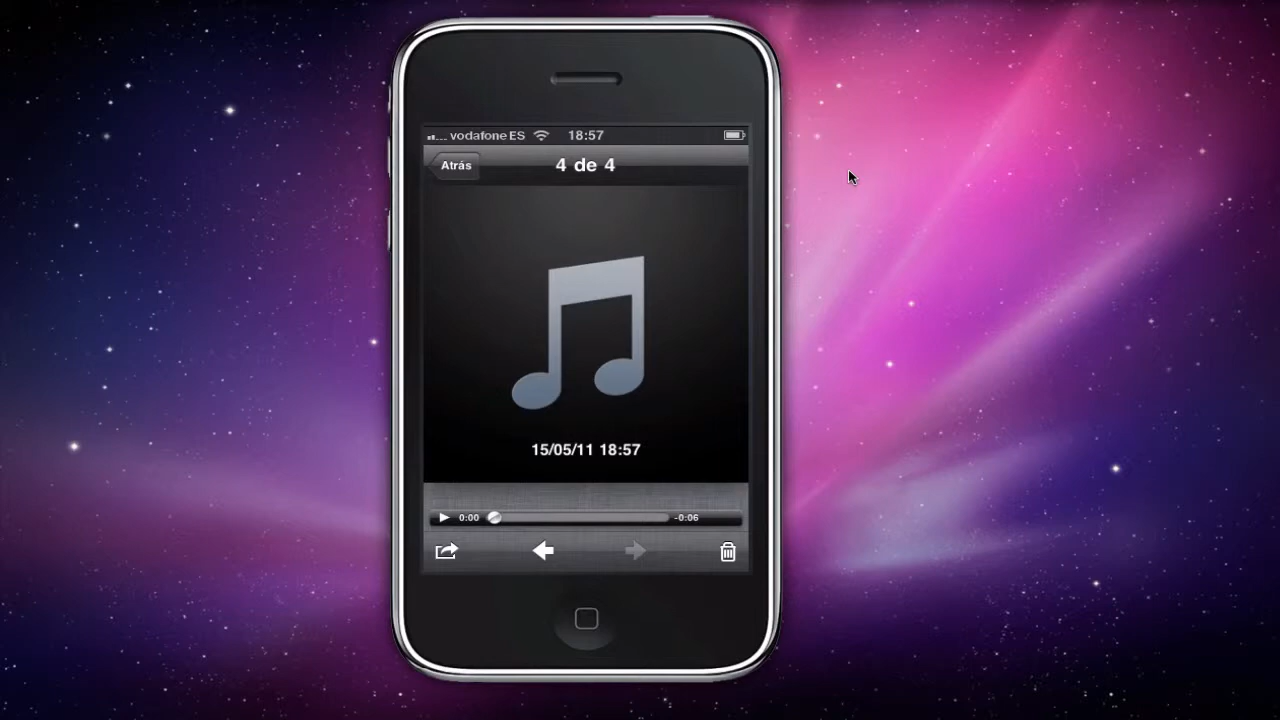 vodafone ES 18:57
Atrás 4 de 4
15/05/11 18:57
0:00 -0:06